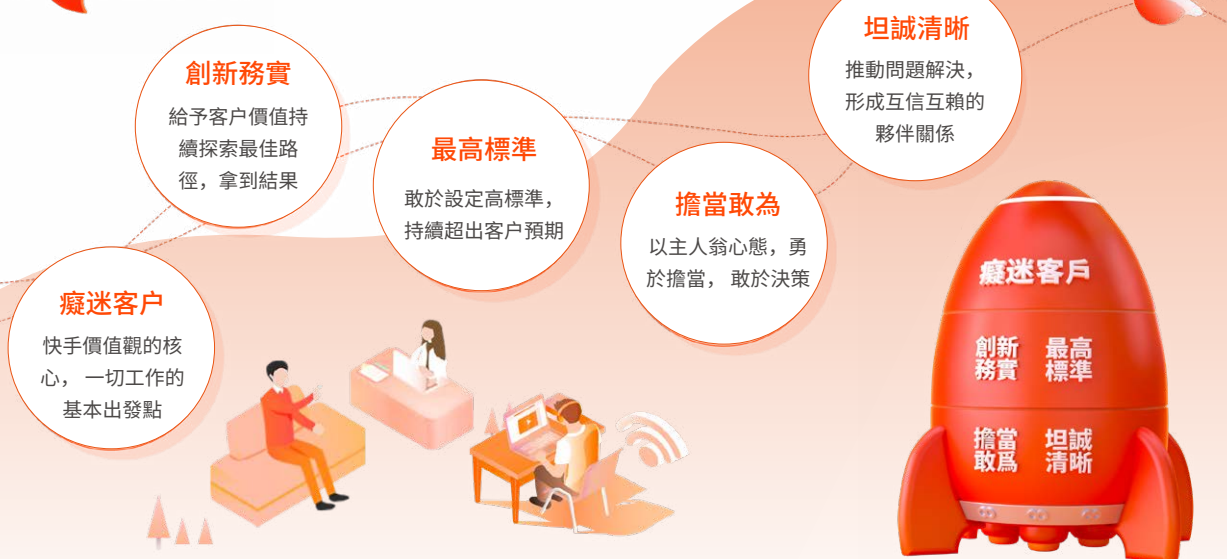 創新務實
給予客户價值持
續探索最佳路
徑，拿到結果
最高標準
敢於設定高標準，
持續超出客户預期
坦誠清晰
推動問題解決，
形成互信互賴的
夥伴關係
擔當敢為
以主人翁心態，勇
於擔當， 敢於決策
癡迷客户
快手價值觀的核
心， 一切工作的
基本出發點
癡迷客戶
創新 最高
務實 標準
擔當 坦誠
敢爲 清晰